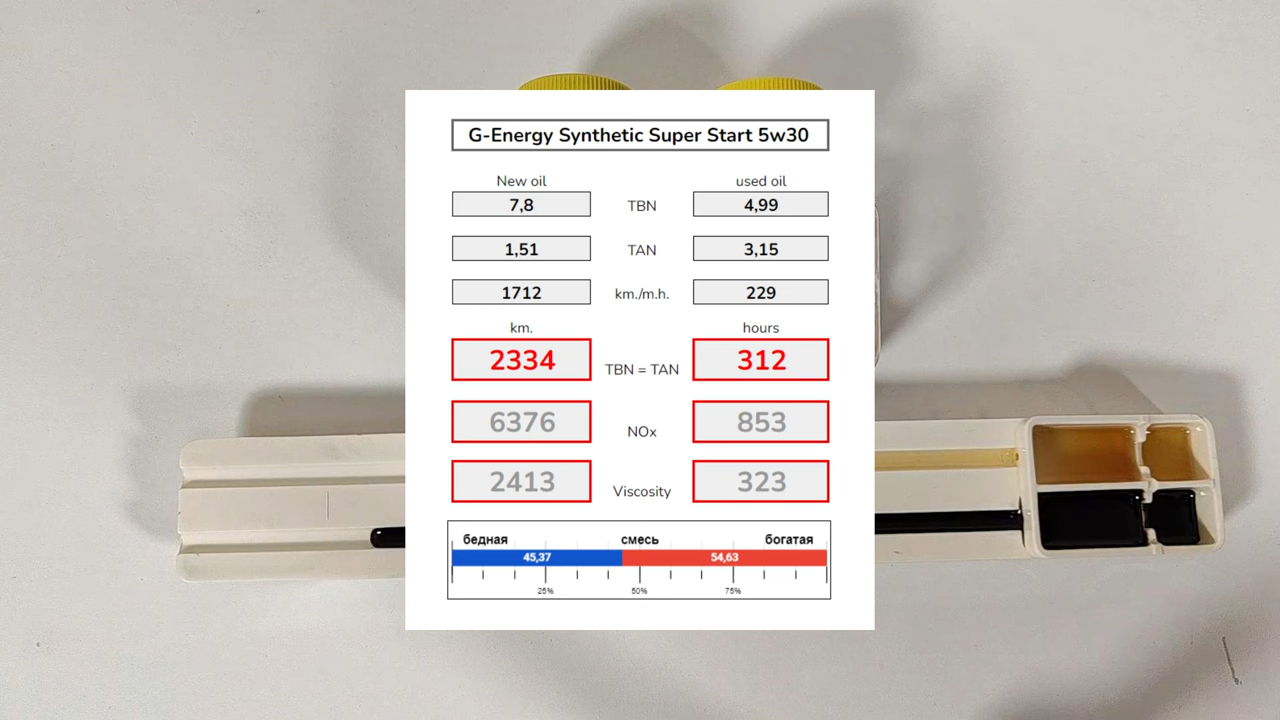 G-Energy Synthetic Super Start 5w30
New oil used oil
7,8 TBN 4,99
1,51 TAN 3,15
1712 km./m.h. 229
km. hours
2334 TBN = TAN 312
6376 NOx 853
2413 Viscosity 323
бедная смесь богатая
45,37 54,63
25% 50% 75%